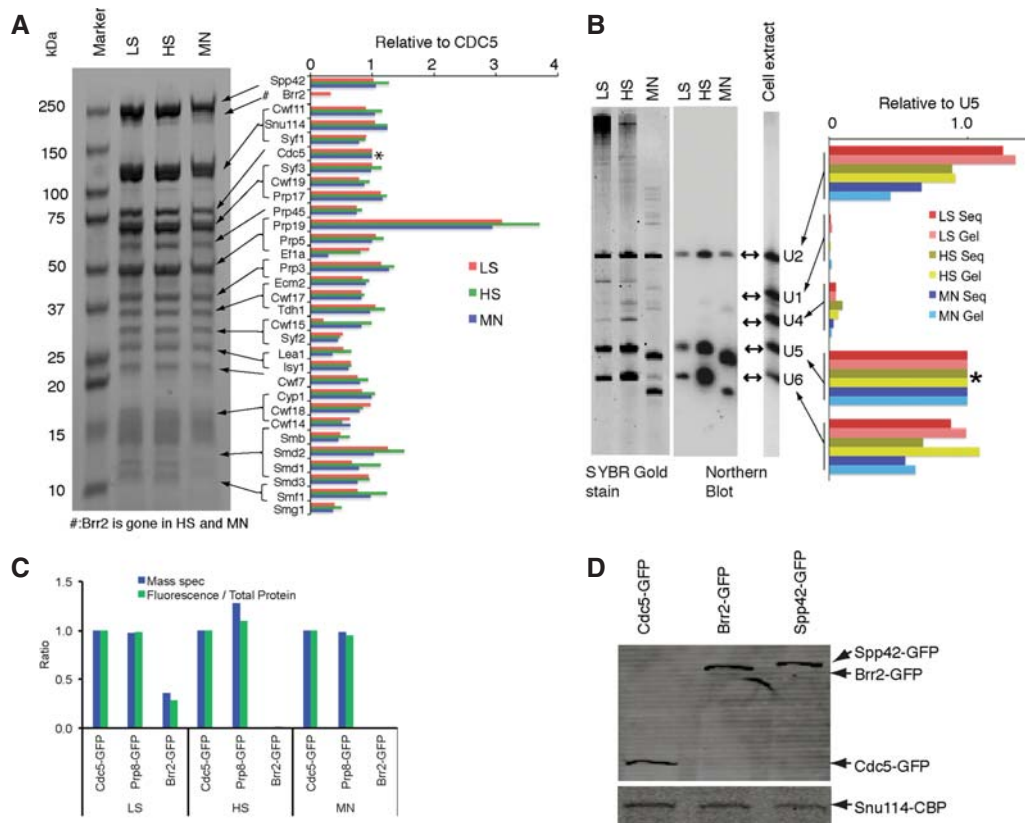 A
kDa
Marker
LS
HS
MN
250
150
100
75
50
37
25
20
15
10
#
#:Brr2 is gone in HS and MN
Relative to CDC5
0 1 2 3 4
Spp42
Brr2
Cwf11
Snu114
Syf1
Cdc5
*
Syf3
Cwf19
Prp17
Prp45
Prp19
Prp5
Ef1a
Prp3
Ecm2
Cwf17
Tdh1
Cwf15
Syf2
Lea1
Isy1
Cwf7
Cyp1
Cwf18
Cwf14
Smb
Smd2
Smd1
Smd3
Smf1
Smg1
LS
HS
MN
B
LS
HS
MN
LS
HS
MN
Cell extract
U2
U1
U4
U5
U6
SYBR Gold
stain
Northern
Blot
Relative to U5
0 1.0
LS Seq
LS Gel
HS Seq
HS Gel
MN Seq
MN Gel
*
C
Mass spec
Fluorescence / Total Protein
Ratio
1.5
1.0
0.5
0.0
Cdc5-GFP
Prp8-GFP
Brr2-GFP
Cdc5-GFP
Prp8-GFP
Brr2-GFP
Cdc5-GFP
Prp8-GFP
Brr2-GFP
LS
HS
MN
D
Cdc5-GFP
Brr2-GFP
Spp42-GFP
Spp42-GFP
Brr2-GFP
Cdc5-GFP
Snu114-CBP